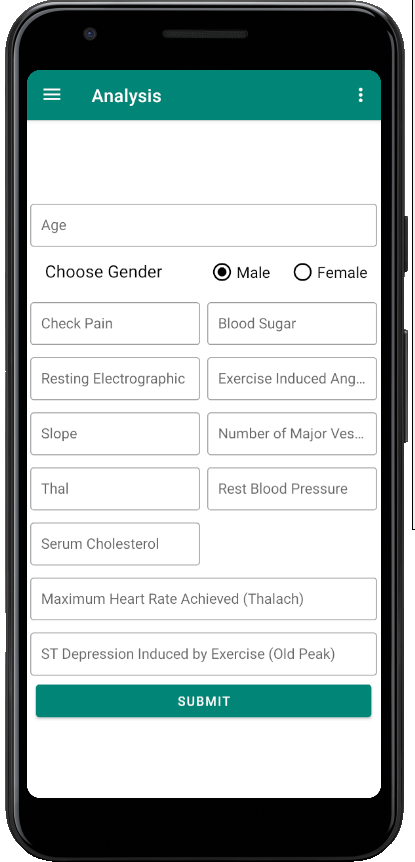 Analysis
Age
Choose Gender Male Female
Check Pain Blood Sugar
Resting Electrographic Exercise Induced Ang...
Slope Number of Major Ves...
Thal Rest Blood Pressure
Serum Cholesterol
Maximum Heart Rate Achieved (Thalach)
ST Depression Induced by Exercise (Old Peak)
SUBMIT